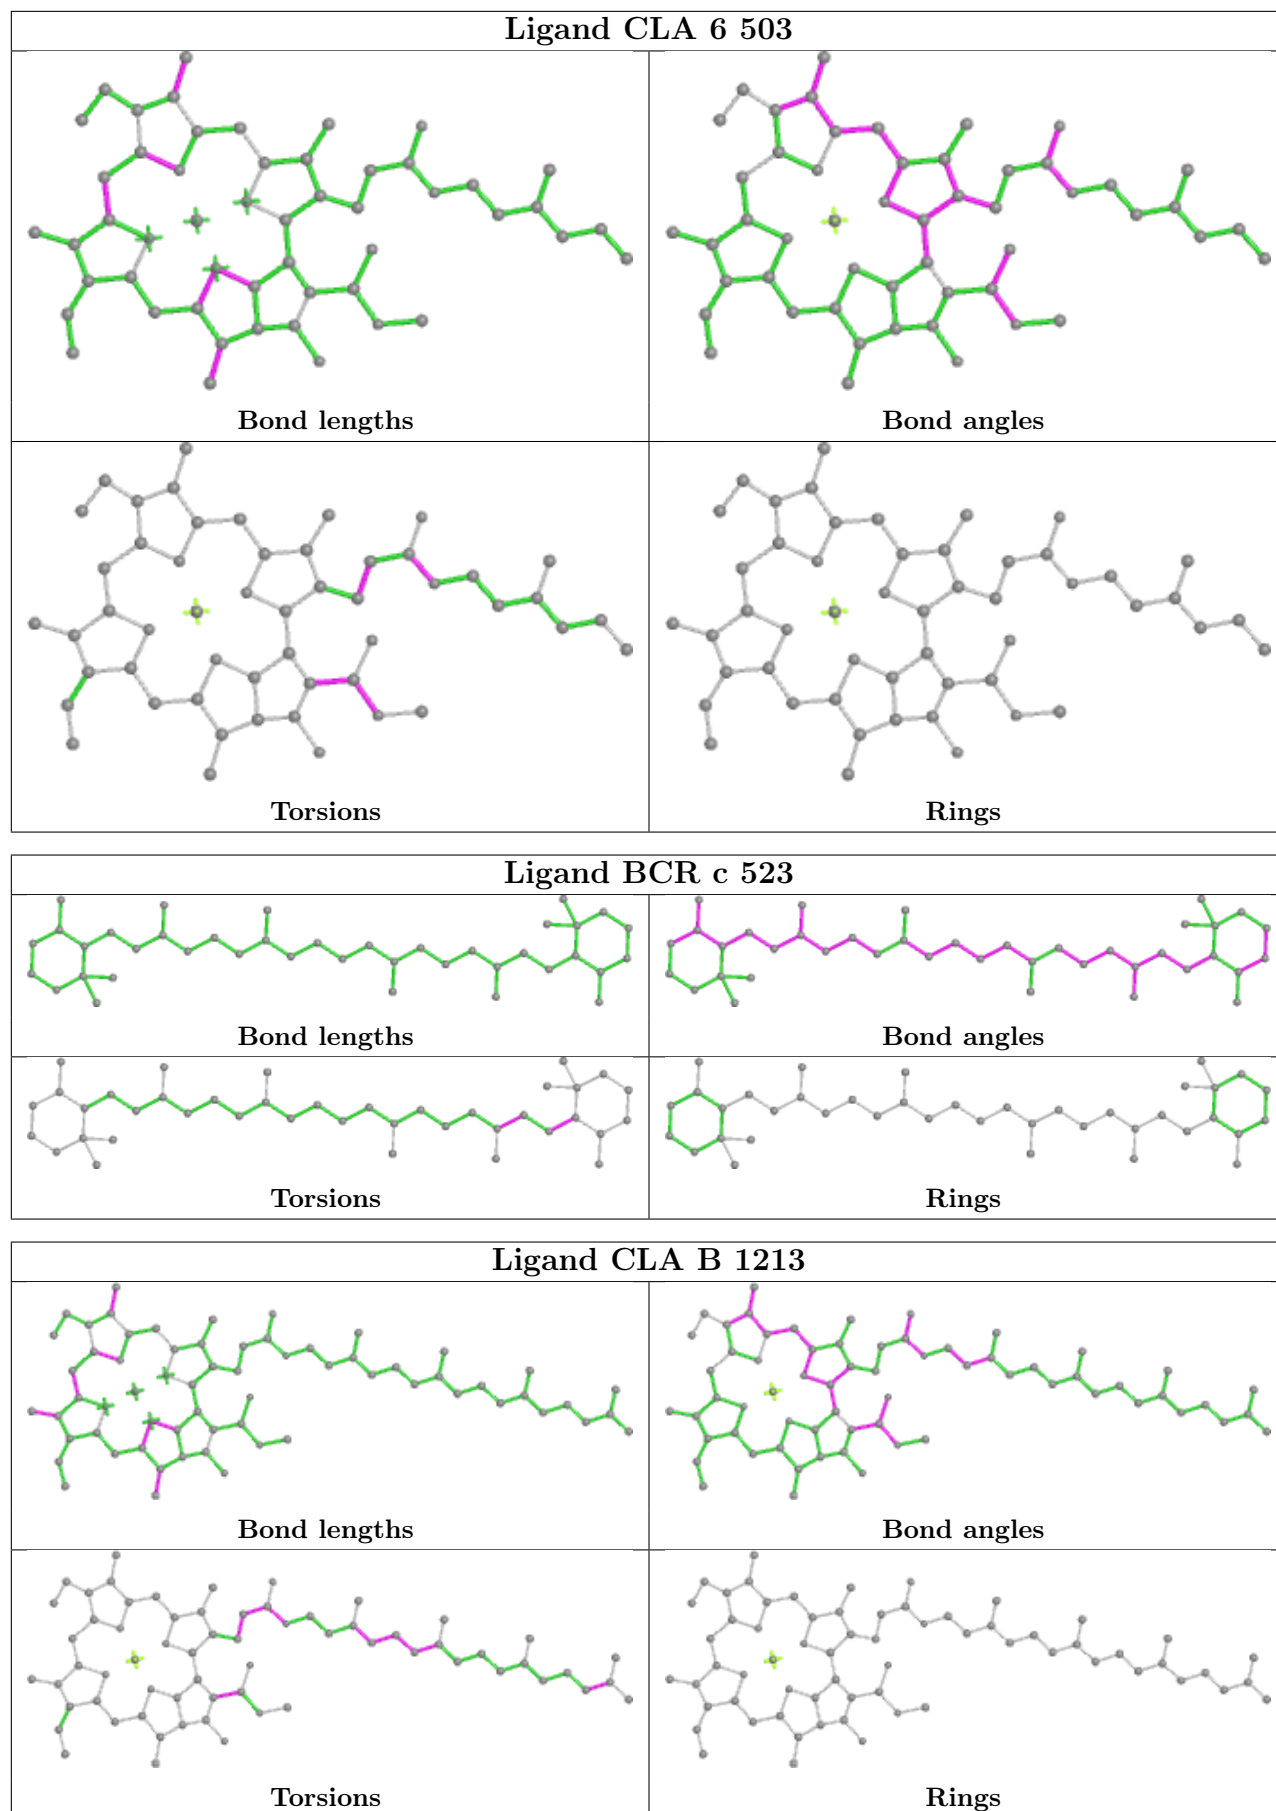 Ligand CLA 6 503
Bond lengths
Bond angles
Torsions
Rings
Ligand BCR c 523
Bond lengths
Bond angles
Torsions
Rings
Ligand CLA B 1213
Bond lengths
Bond angles
Torsions
Rings